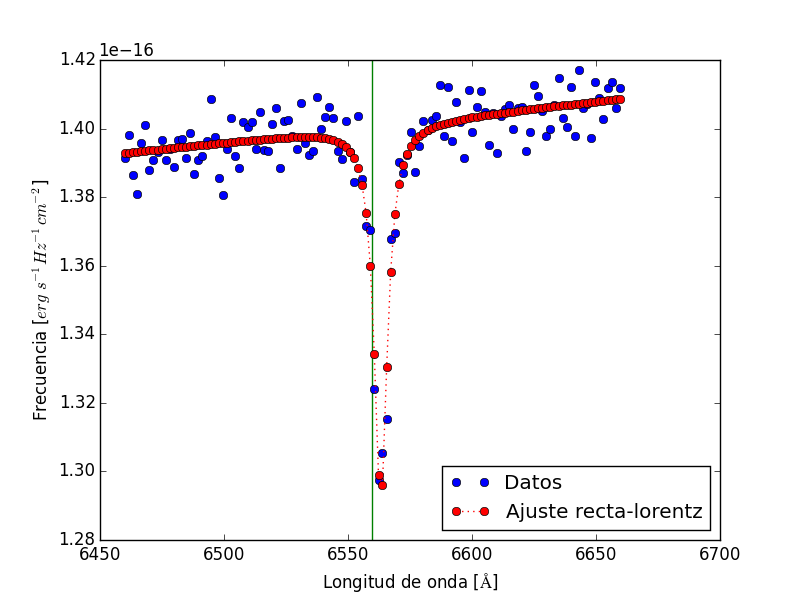 1e−16
1.42
1.40
1.38
1.36
1.34
1.32
1.30
1.28
Frecuencia [erg s⁻¹ Hz⁻¹ cm⁻²]
Datos
Ajuste recta-lorentz
6450 6500 6550 6600 6650 6700
Longitud de onda [Å]